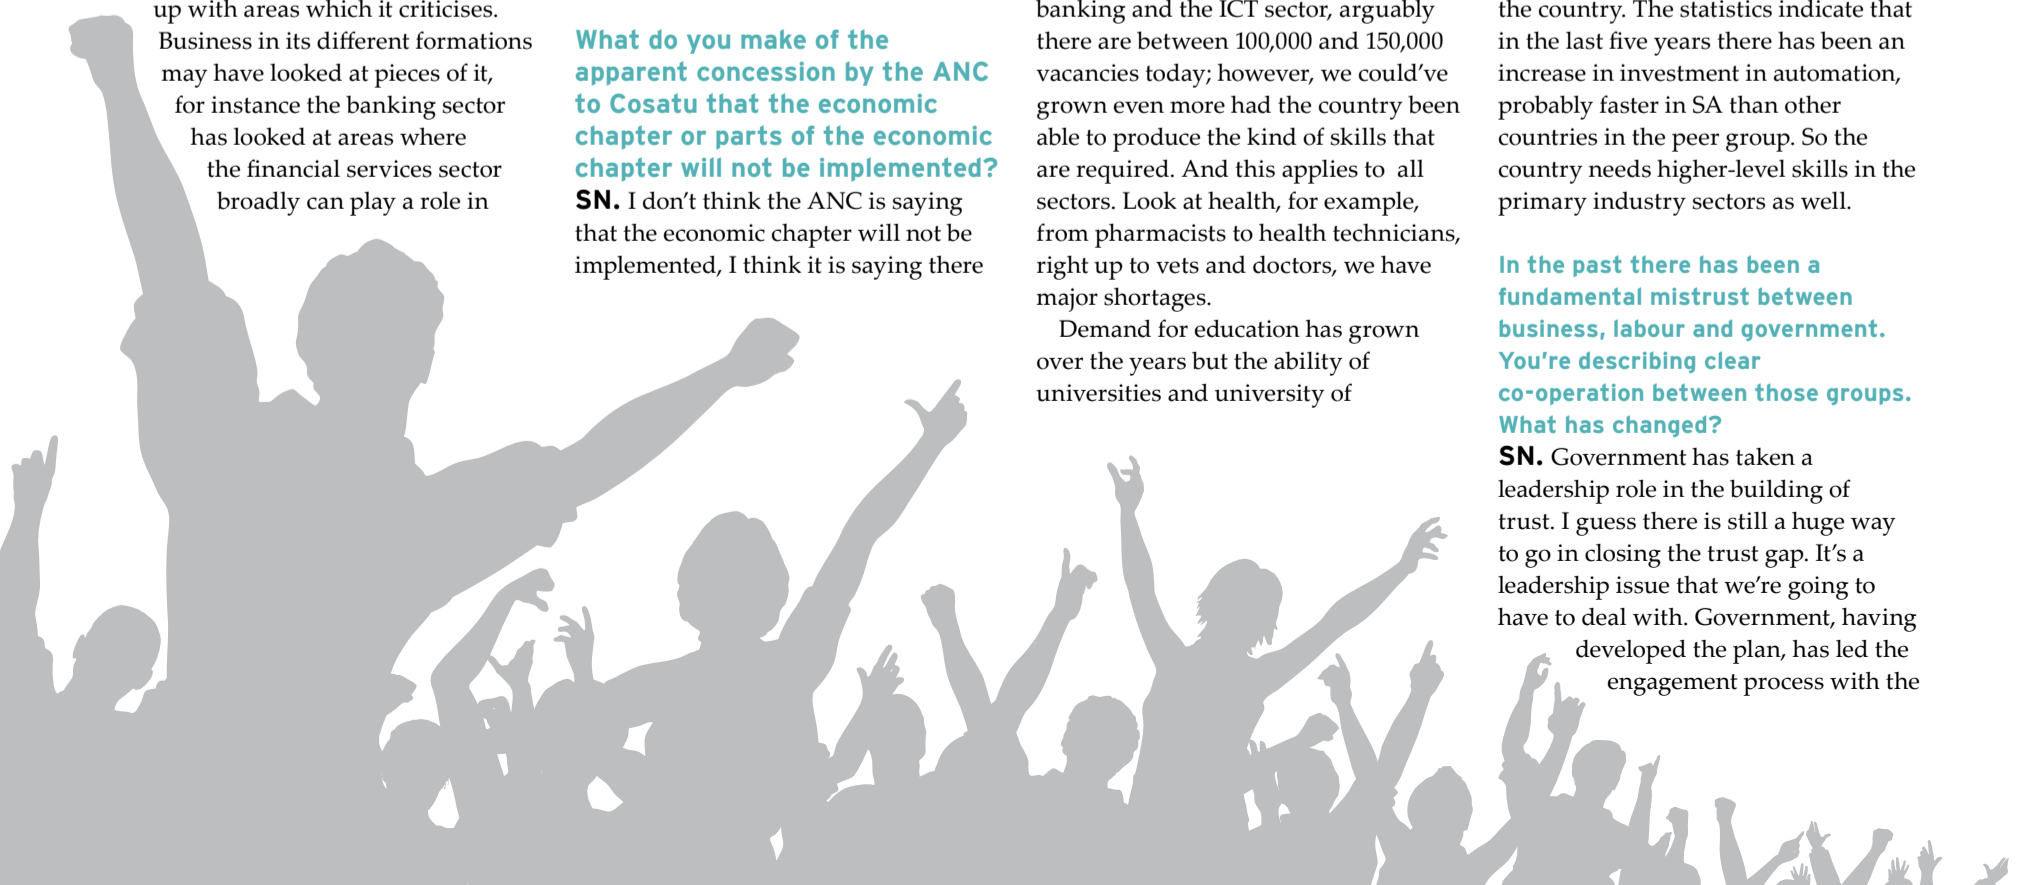 up with areas which it criticises.
Business in its different formations
may have looked at pieces of it,
for instance the banking sector
has looked at areas where
the financial services sector
broadly can play a role in
What do you make of the
apparent concession by the ANC
to Cosatu that the economic
chapter or parts of the economic
chapter will not be implemented?
SN. I don’t think the ANC is saying
that the economic chapter will not be
implemented, I think it is saying there
banking and the ICT sector, arguably
there are between 100,000 and 150,000
vacancies today; however, we could’ve
grown even more had the country been
able to produce the kind of skills that
are required. And this applies to all
sectors. Look at health, for example,
from pharmacists to health technicians,
right up to vets and doctors, we have
major shortages.
Demand for education has grown
over the years but the ability of
universities and university of
the country. The statistics indicate that
in the last five years there has been an
increase in investment in automation,
probably faster in SA than other
countries in the peer group. So the
country needs higher-level skills in the
primary industry sectors as well.
In the past there has been a
fundamental mistrust between
business, labour and government.
You’re describing clear
co-operation between those groups.
What has changed?
SN. Government has taken a
leadership role in the building of
trust. I guess there is still a huge way
to go in closing the trust gap. It’s a
leadership issue that we’re going to
have to deal with. Government, having
developed the plan, has led the
engagement process with the